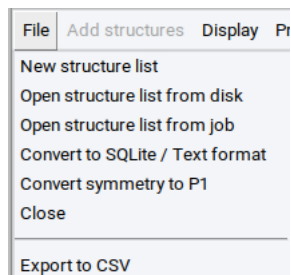 File Add structures Display Pr
New structure list
Open structure list from disk
Open structure list from job
Convert to SQLite / Text format
Convert symmetry to P1
Close
Export to CSV